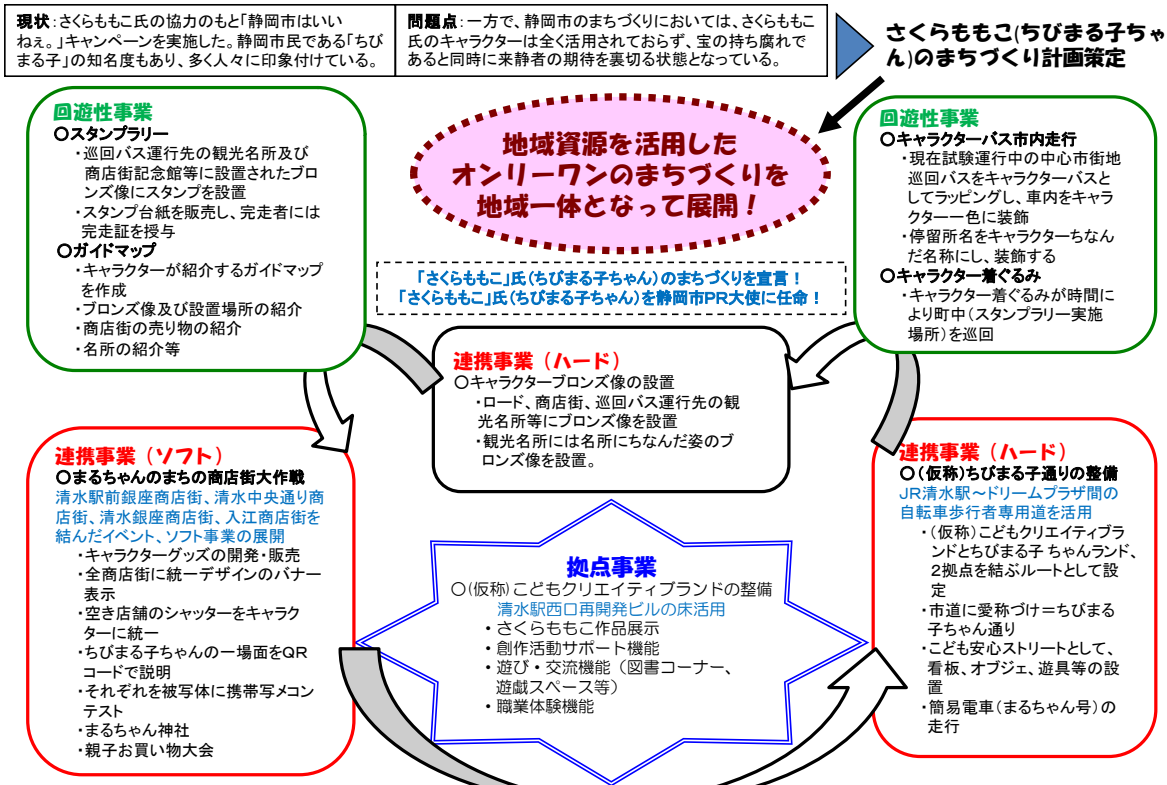 現状：さくらももこ氏の協力のもと「静岡市はいい
ねぇ。」キャンペーンを実施した。静岡市民である「ちび
まる子」の知名度もあり、多く人々に印象付けている。
問題点：一方で、静岡市のまちづくりにおいては、さくらももこ
氏のキャラクターは全く活用されておらず、宝の持ち腐れで
あると同時に来静者の期待を裏切る状態となっている。
さくらももこ(ちびまる子ちゃ
ん)のまちづくり計画策定
地域資源を活用した
オンリーワンのまちづくりを
地域一体となって展開！
「さくらももこ」氏（ちびまる子ちゃん）のまちづくりを宣言！
「さくらももこ」氏（ちびまる子ちゃん）を静岡市PR大使に任命！
回遊性事業
○スタンプラリー
・巡回バス運行先の観光名所及び
商店街記念館等に設置されたブロ
ンズ像にスタンプを設置
・スタンプ台紙を販売し、完走者には
完走証を授与
○ガイドマップ
・キャラクターが紹介するガイドマップ
を作成
・ブロンズ像及び設置場所の紹介
・商店街の売り物の紹介
・名所の紹介等
回遊性事業
○キャラクターバス市内走行
・現在試験運行中の中心市街地
巡回バスをキャラクターバスと
してラッピングし、車内をキャラ
クター一色に装飾
・停留所名をキャラクターちなん
だ名称にし、装飾する
○キャラクター着ぐるみ
・キャラクター着ぐるみが時間に
より町中（スタンプラリー実施
場所）を巡回
連携事業（ハード）
○キャラクターブロンズ像の設置
・ロード、商店街、巡回バス運行先の観
光名所等にブロンズ像を設置
・観光名所には名所にちなんだ姿のブ
ロンズ像を設置。
連携事業（ソフト）
○まるちゃんのまちの商店街大作戦
清水駅前銀座商店街、清水中央通り商
店街、清水銀座商店街、入江商店街を
結んだイベント、ソフト事業の展開
・キャラクターグッズの開発・販売
・全商店街に統一デザインのバナー
表示
・空き店舗のシャッターをキャラク
ターに統一
・ちびまる子ちゃんの一場面をQR
コードで説明
・それぞれを被写体に携帯写メコン
テスト
・まるちゃん神社
・親子お買い物大会
拠点事業
○(仮称)こどもクリエイティブランドの整備
清水駅西口再開発ビルの床活用
・さくらももこ作品展示
・創作活動サポート機能
・遊び・交流機能（図書コーナー、
遊戯スペース等）
・職業体験機能
連携事業（ハード）
○（仮称）ちびまる子通りの整備
JR清水駅～ドリームプラザ間の
自転車歩行者専用道を活用
・（仮称）こどもクリエイティブラ
ンドとちびまる子 ちゃんランド、
2拠点を結ぶルートとして設
定
・市道に愛称づけ＝ちびまる
子ちゃん通り
・こども安心ストリートとして、
看板、オブジェ、遊具等の設
置
・簡易電車（まるちゃん号）の
走行